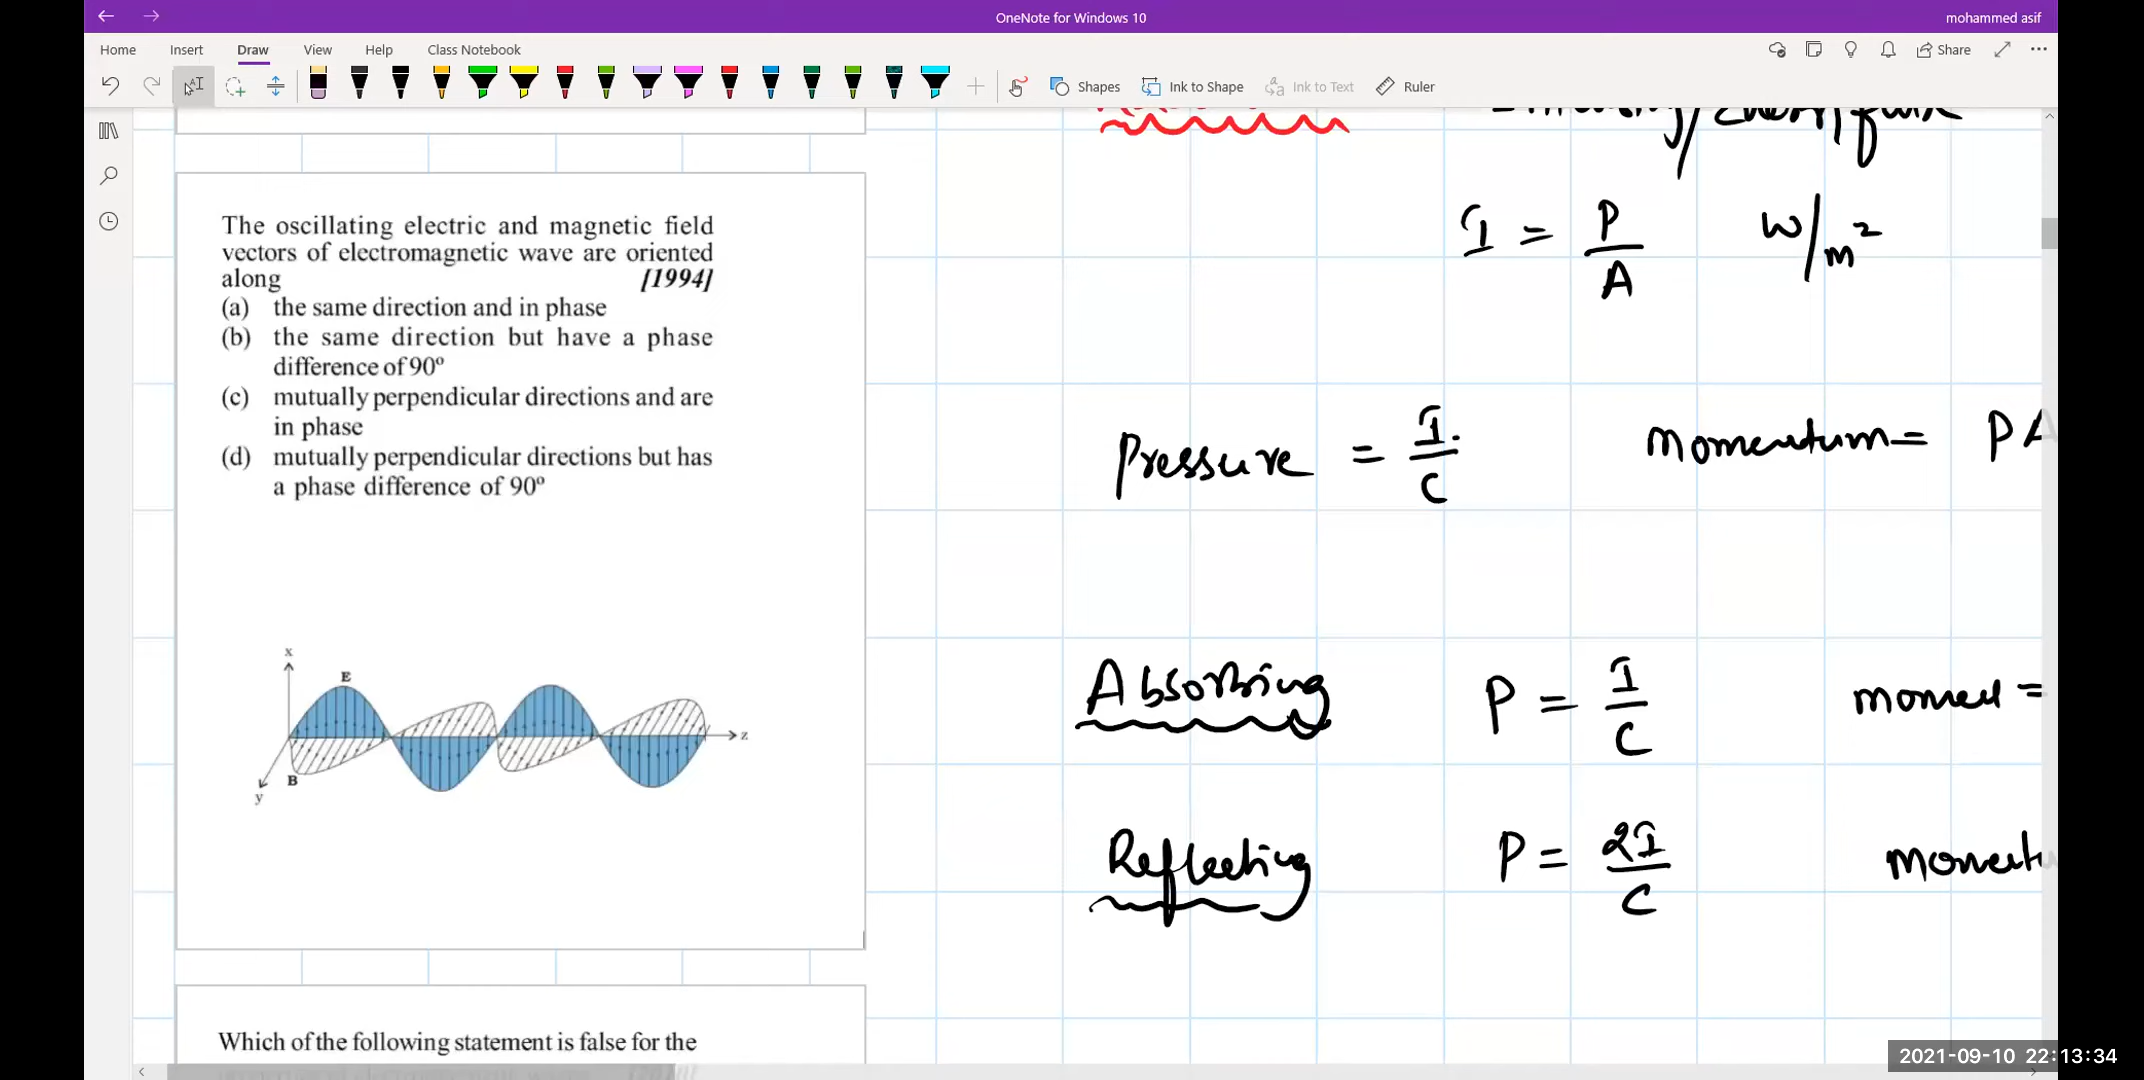 OneNote for Windows 10
mohammed asif
Home Insert Draw View Help Class Notebook
Share
Shapes Ink to Shape Ink to Text Ruler
The oscillating electric and magnetic field
vectors of electromagnetic wave are oriented
along [1994]
(a) the same direction and in phase
(b) the same direction but have a phase
difference of 90º
(c) mutually perpendicular directions and are
in phase
(d) mutually perpendicular directions but has
a phase difference of 90º
x
E
z
B
y
Which of the following statement is false for the
I = P/A W/m²
Pressure = I/C momentum = PA
Absorbing P = I/C momen =
Reflecting P = 2I/C
2021-09-10 22:13:34